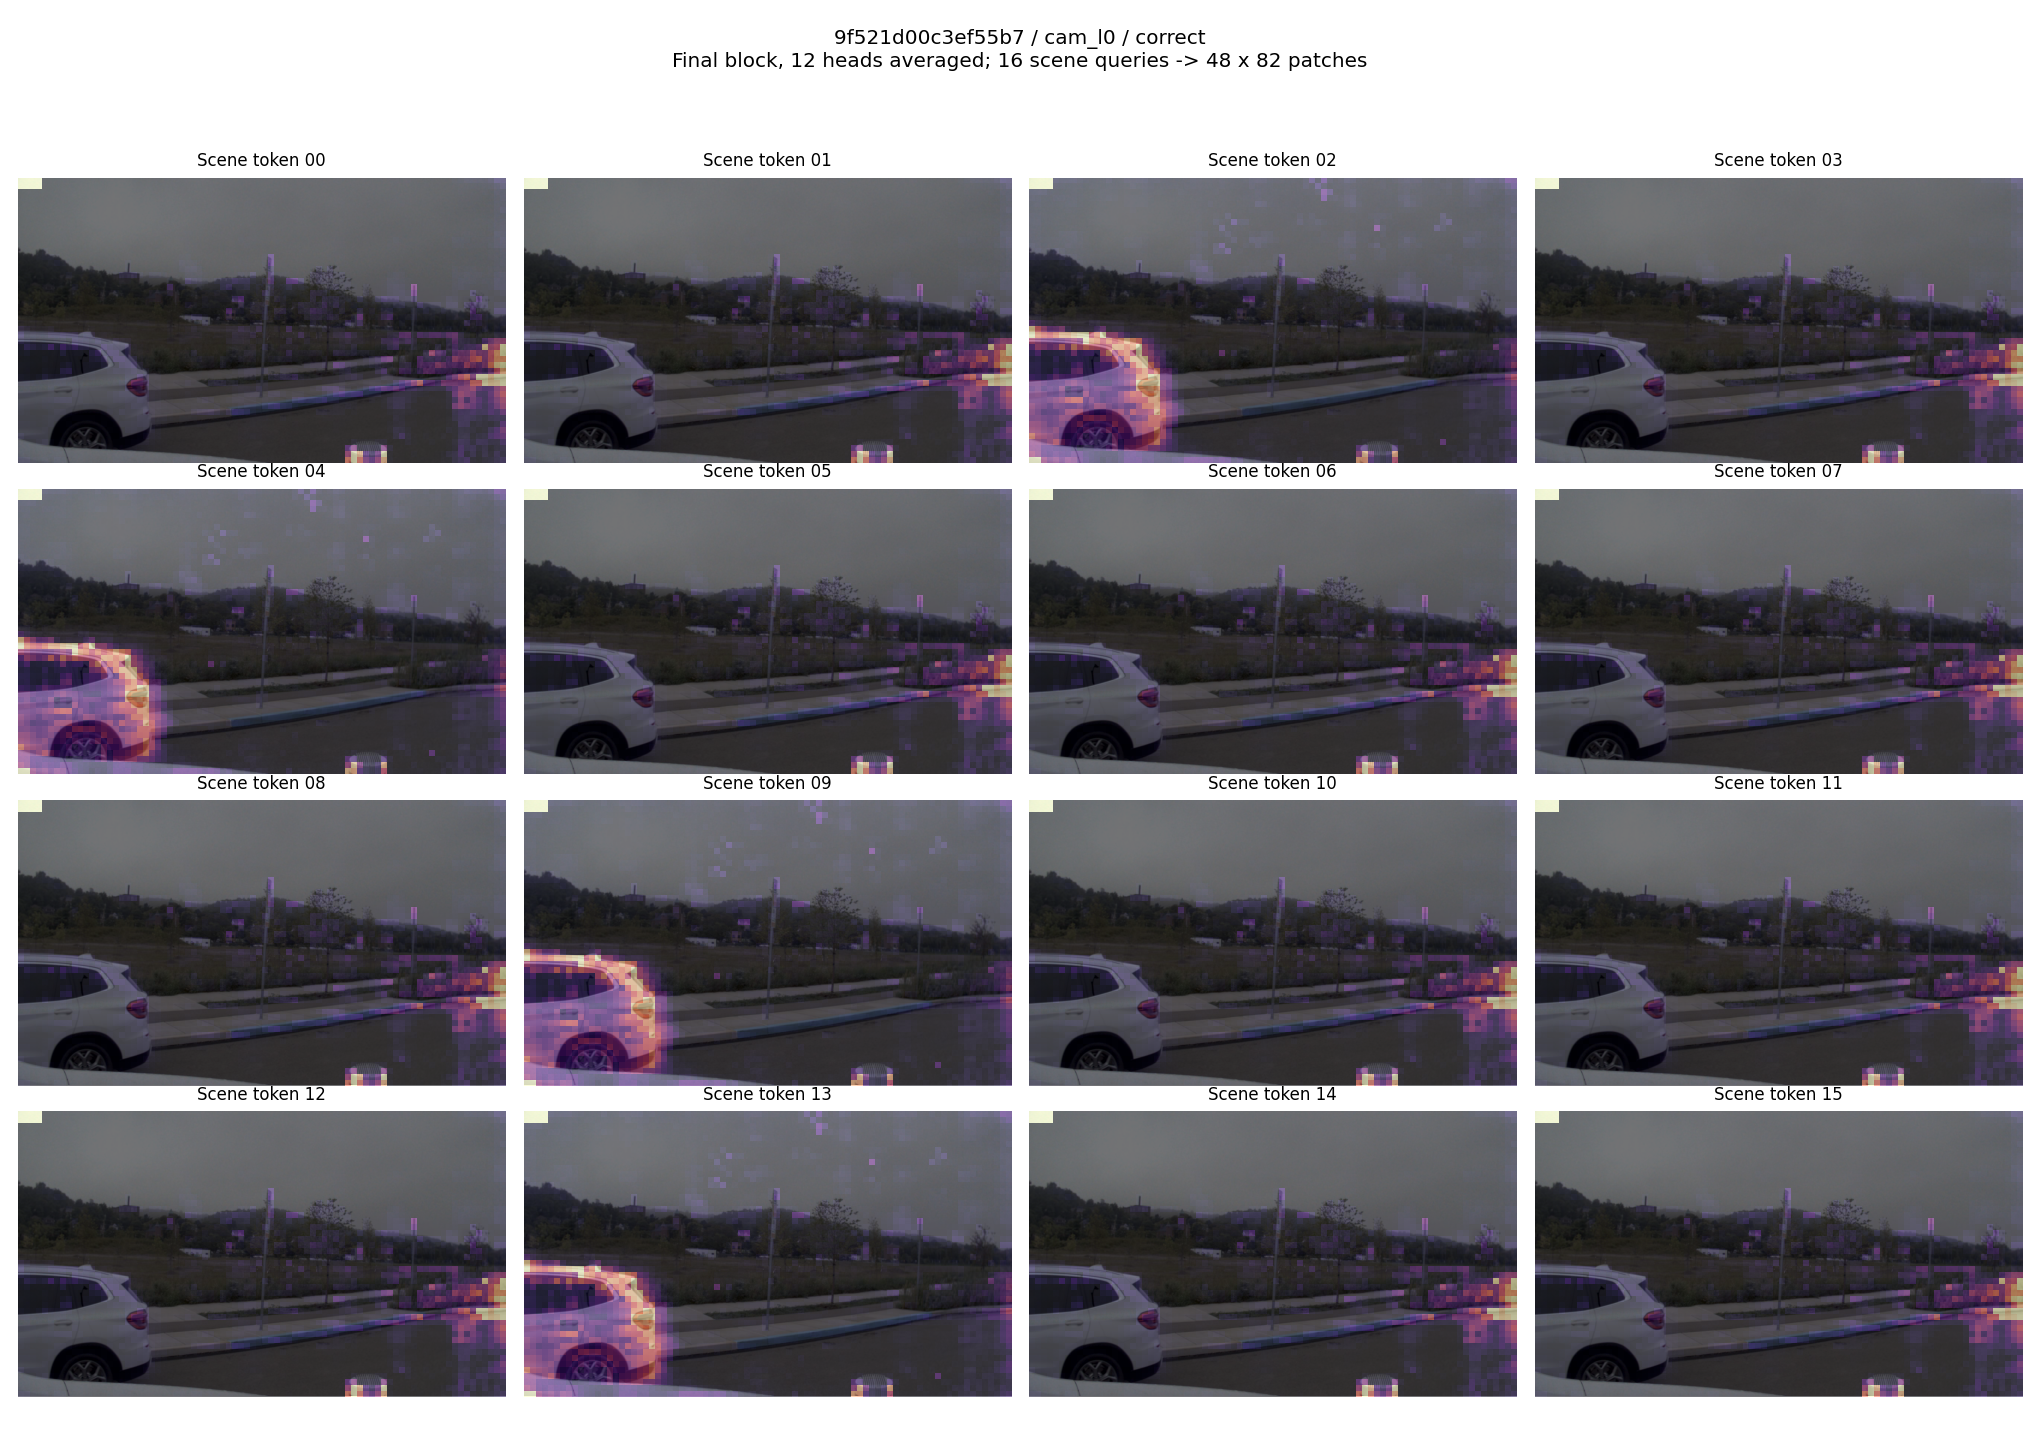 9f521d00c3ef55b7 / cam_l0 / correct
Final block, 12 heads averaged; 16 scene queries -> 48 x 82 patches
Scene token 00
Scene token 01
Scene token 02
Scene token 03
Scene token 04
Scene token 05
Scene token 06
Scene token 07
Scene token 08
Scene token 09
Scene token 10
Scene token 11
Scene token 12
Scene token 13
Scene token 14
Scene token 15